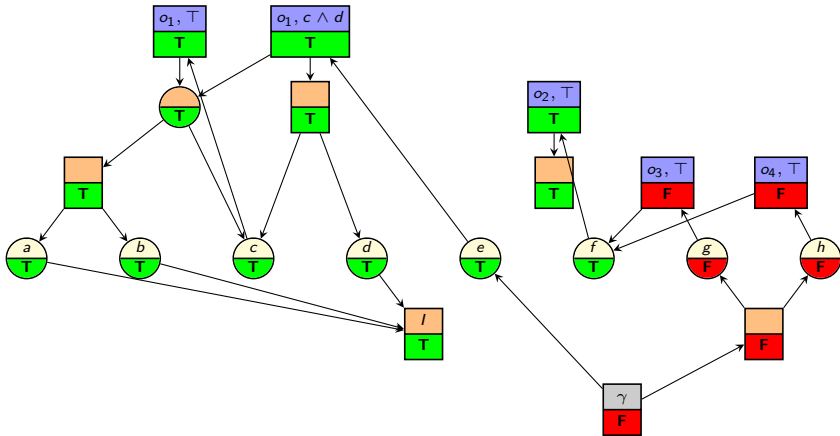 o₁, ⊤
T
o₁, c ∧ d
T
T
T
o₂, ⊤
T
T
T
o₃, ⊤
F
o₄, ⊤
F
a
T
b
T
c
T
d
T
e
T
f
T
g
F
h
F
I
T
F
γ
F